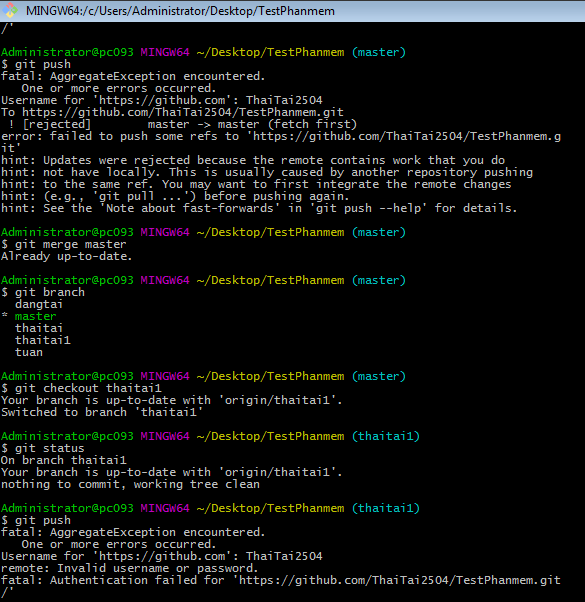 MINGW64:/c/Users/Administrator/Desktop/TestPhanmem
/'
Administrator@pc093 MINGW64 ~/Desktop/TestPhanmem (master)
$ git push
fatal: AggregateException encountered.
   One or more errors occurred.
Username for 'https://github.com': ThaiTai2504
To https://github.com/ThaiTai2504/TestPhanmem.git
 ! [rejected]        master -> master (fetch first)
error: failed to push some refs to 'https://github.com/ThaiTai2504/TestPhanmem.g
it'
hint: Updates were rejected because the remote contains work that you do
hint: not have locally. This is usually caused by another repository pushing
hint: to the same ref. You may want to first integrate the remote changes
hint: (e.g., 'git pull ...') before pushing again.
hint: See the 'Note about fast-forwards' in 'git push --help' for details.
Administrator@pc093 MINGW64 ~/Desktop/TestPhanmem (master)
$ git merge master
Already up-to-date.
Administrator@pc093 MINGW64 ~/Desktop/TestPhanmem (master)
$ git branch
  dangtai
* master
  thaitai
  thaitai1
  tuan
Administrator@pc093 MINGW64 ~/Desktop/TestPhanmem (master)
$ git checkout thaitai1
Your branch is up-to-date with 'origin/thaitai1'.
Switched to branch 'thaitai1'
Administrator@pc093 MINGW64 ~/Desktop/TestPhanmem (thaitai1)
$ git status
On branch thaitai1
Your branch is up-to-date with 'origin/thaitai1'.
nothing to commit, working tree clean
Administrator@pc093 MINGW64 ~/Desktop/TestPhanmem (thaitai1)
$ git push
fatal: AggregateException encountered.
   One or more errors occurred.
Username for 'https://github.com': ThaiTai2504
remote: Invalid username or password.
fatal: Authentication failed for 'https://github.com/ThaiTai2504/TestPhanmem.git
/'